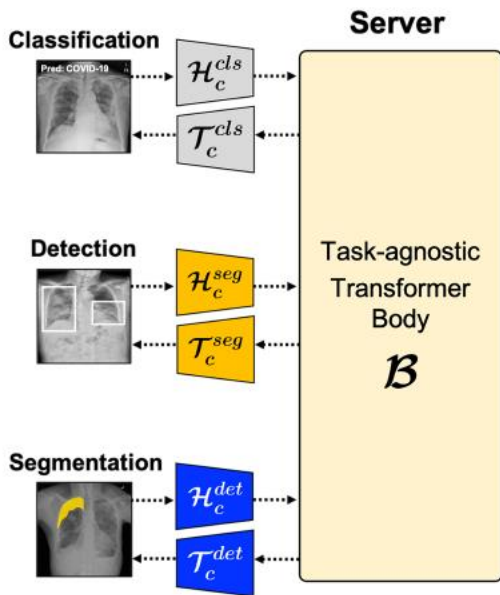 Server
Classification
Pred: COVID-19
H_c^{cls}
T_c^{cls}
Detection
H_c^{seg}
T_c^{seg}
Task-agnostic
Transformer
Body
B
Segmentation
H_c^{det}
T_c^{det}